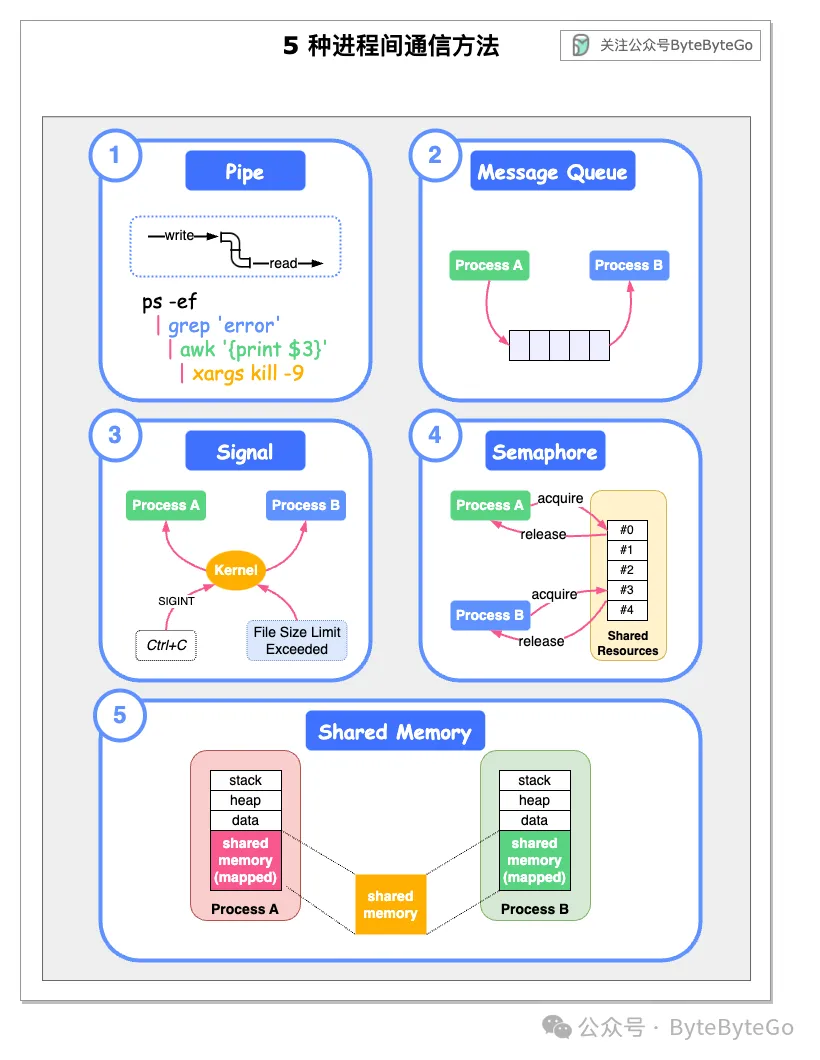 5 种进程间通信方法
关注公众号ByteByteGo
1
Pipe
write
read
ps -ef
| grep 'error'
| awk '{print $3}'
| xargs kill -9
2
Message Queue
Process A
Process B
3
Signal
Process A
Process B
Kernel
SIGINT
Ctrl+C
File Size Limit
Exceeded
4
Semaphore
Process A
acquire
release
#0
#1
#2
#3
#4
Process B
acquire
release
Shared
Resources
5
Shared Memory
stack
heap
data
shared
memory
(mapped)
Process A
shared
memory
stack
heap
data
shared
memory
(mapped)
Process B
公众号 · ByteByteGo